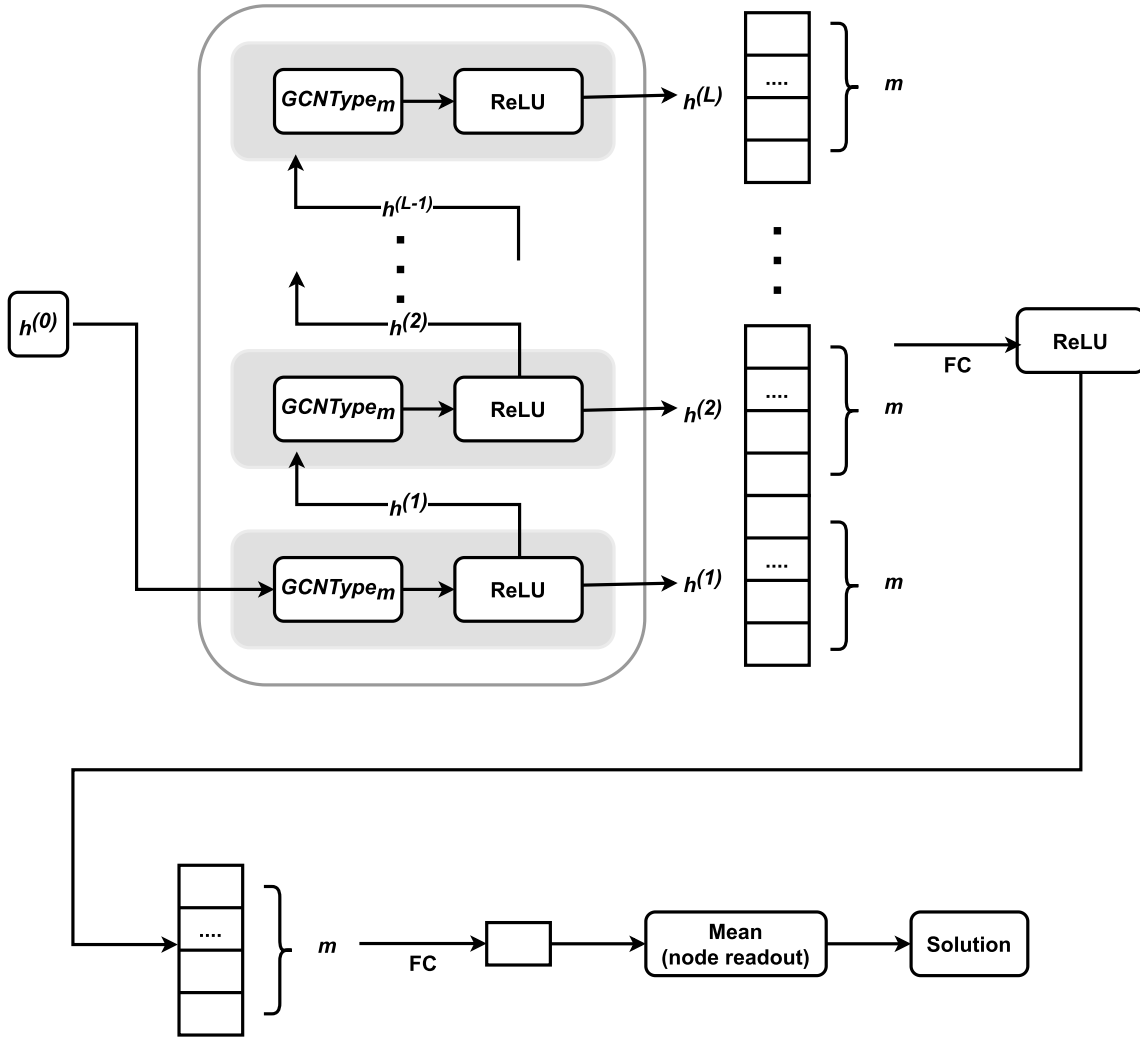 GCNType_m
ReLU
h^(L)
....
m
h^(L-1)
h^(0)
h^(2)
GCNType_m
ReLU
h^(2)
....
m
FC
ReLU
h^(1)
GCNType_m
ReLU
h^(1)
....
m
....
m
FC
Mean
(node readout)
Solution